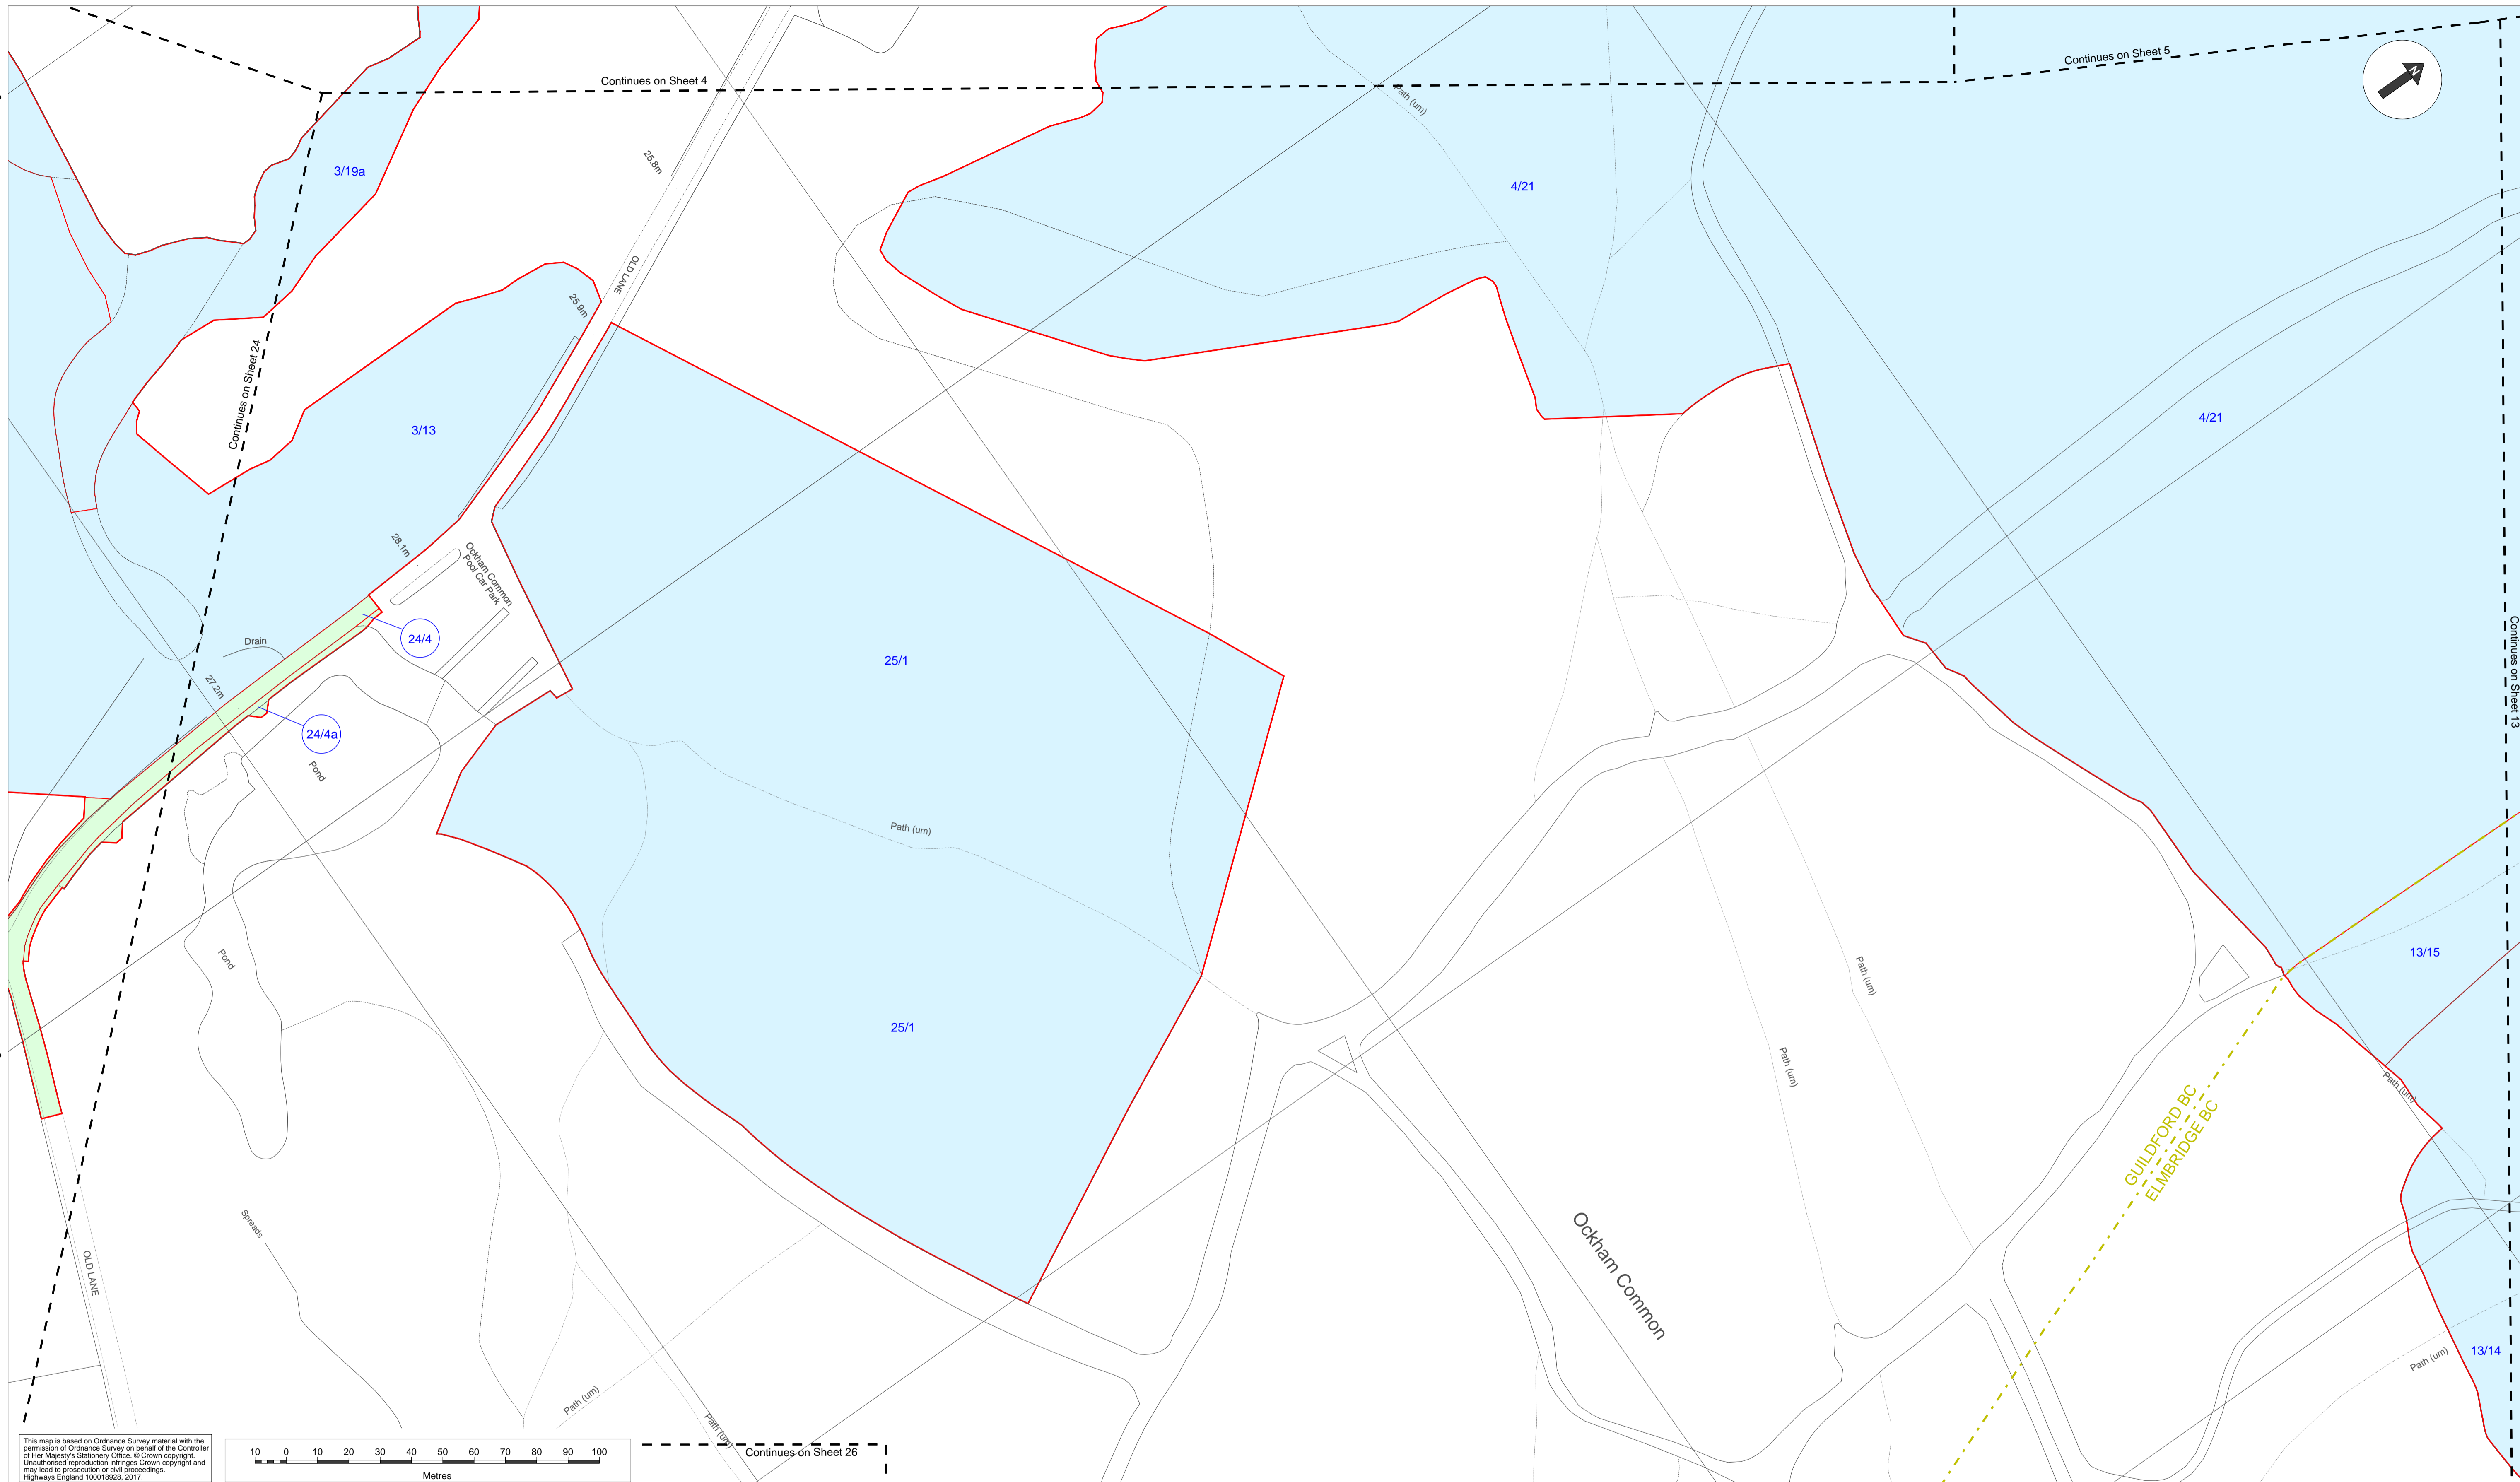 Continues on Sheet 4
Continues on Sheet 5
N
Path (um)
25.8m
3/19a
4/21
OLD LANE
25.9m
Continues on Sheet 24
3/13
4/21
28.1m
Ockham Common
Pool Car Park
24/4
Drain
25/1
Continues on Sheet 13
27.2m
24/4a
Pond
Path (um)
Pond
13/15
Path (um)
25/1
Path (um)
Path (um)
GUILDFORD BC
ELMBRIDGE BC
Spreads
OLD LANE
Ockham Common
13/14
Path (um)
Path (um)
Path (um)
This map is based on Ordnance Survey material with the
permission of Ordnance Survey on behalf of the Controller
of Her Majesty's Stationery Office. © Crown copyright.
Unauthorised reproduction infringes Crown copyright and
may lead to prosecution or civil proceedings.
Highways England 100018928, 2017.
10 0 10 20 30 40 50 60 70 80 90 100
Metres
Continues on Sheet 26